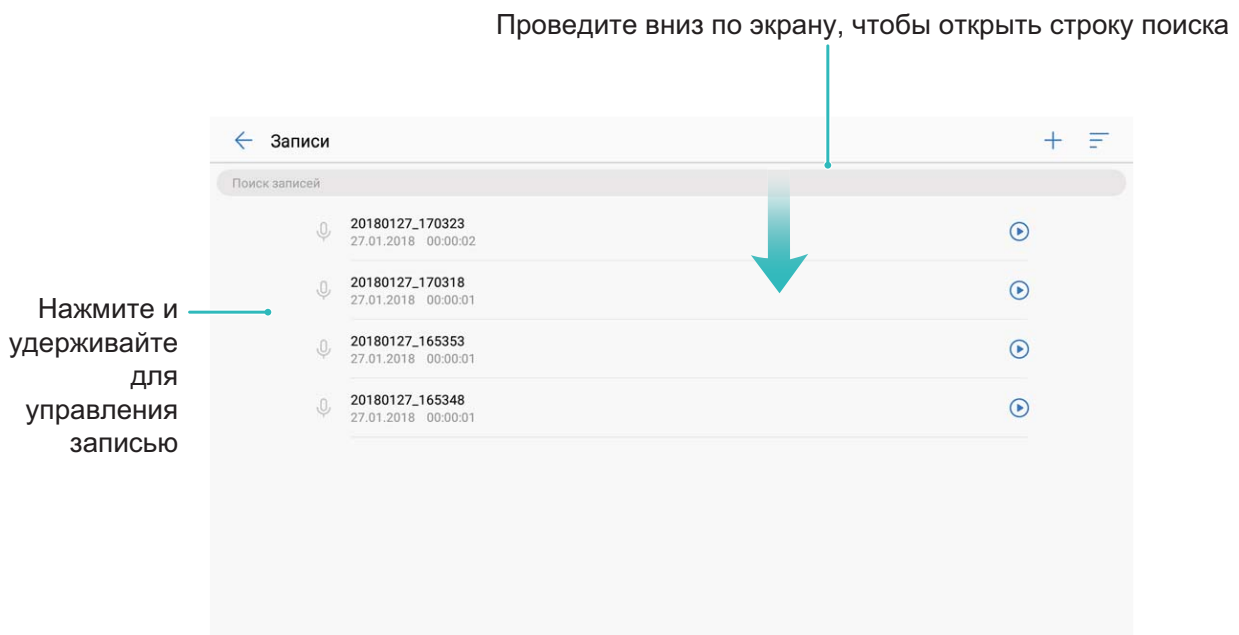 Проведите вниз по экрану, чтобы открыть строку поиска
Записи
Поиск записей
20180127_170323
27.01.2018 00:00:02
20180127_170318
27.01.2018 00:00:01
20180127_165353
27.01.2018 00:00:01
20180127_165348
27.01.2018 00:00:01
Нажмите и
удерживайте
для
управления
записью